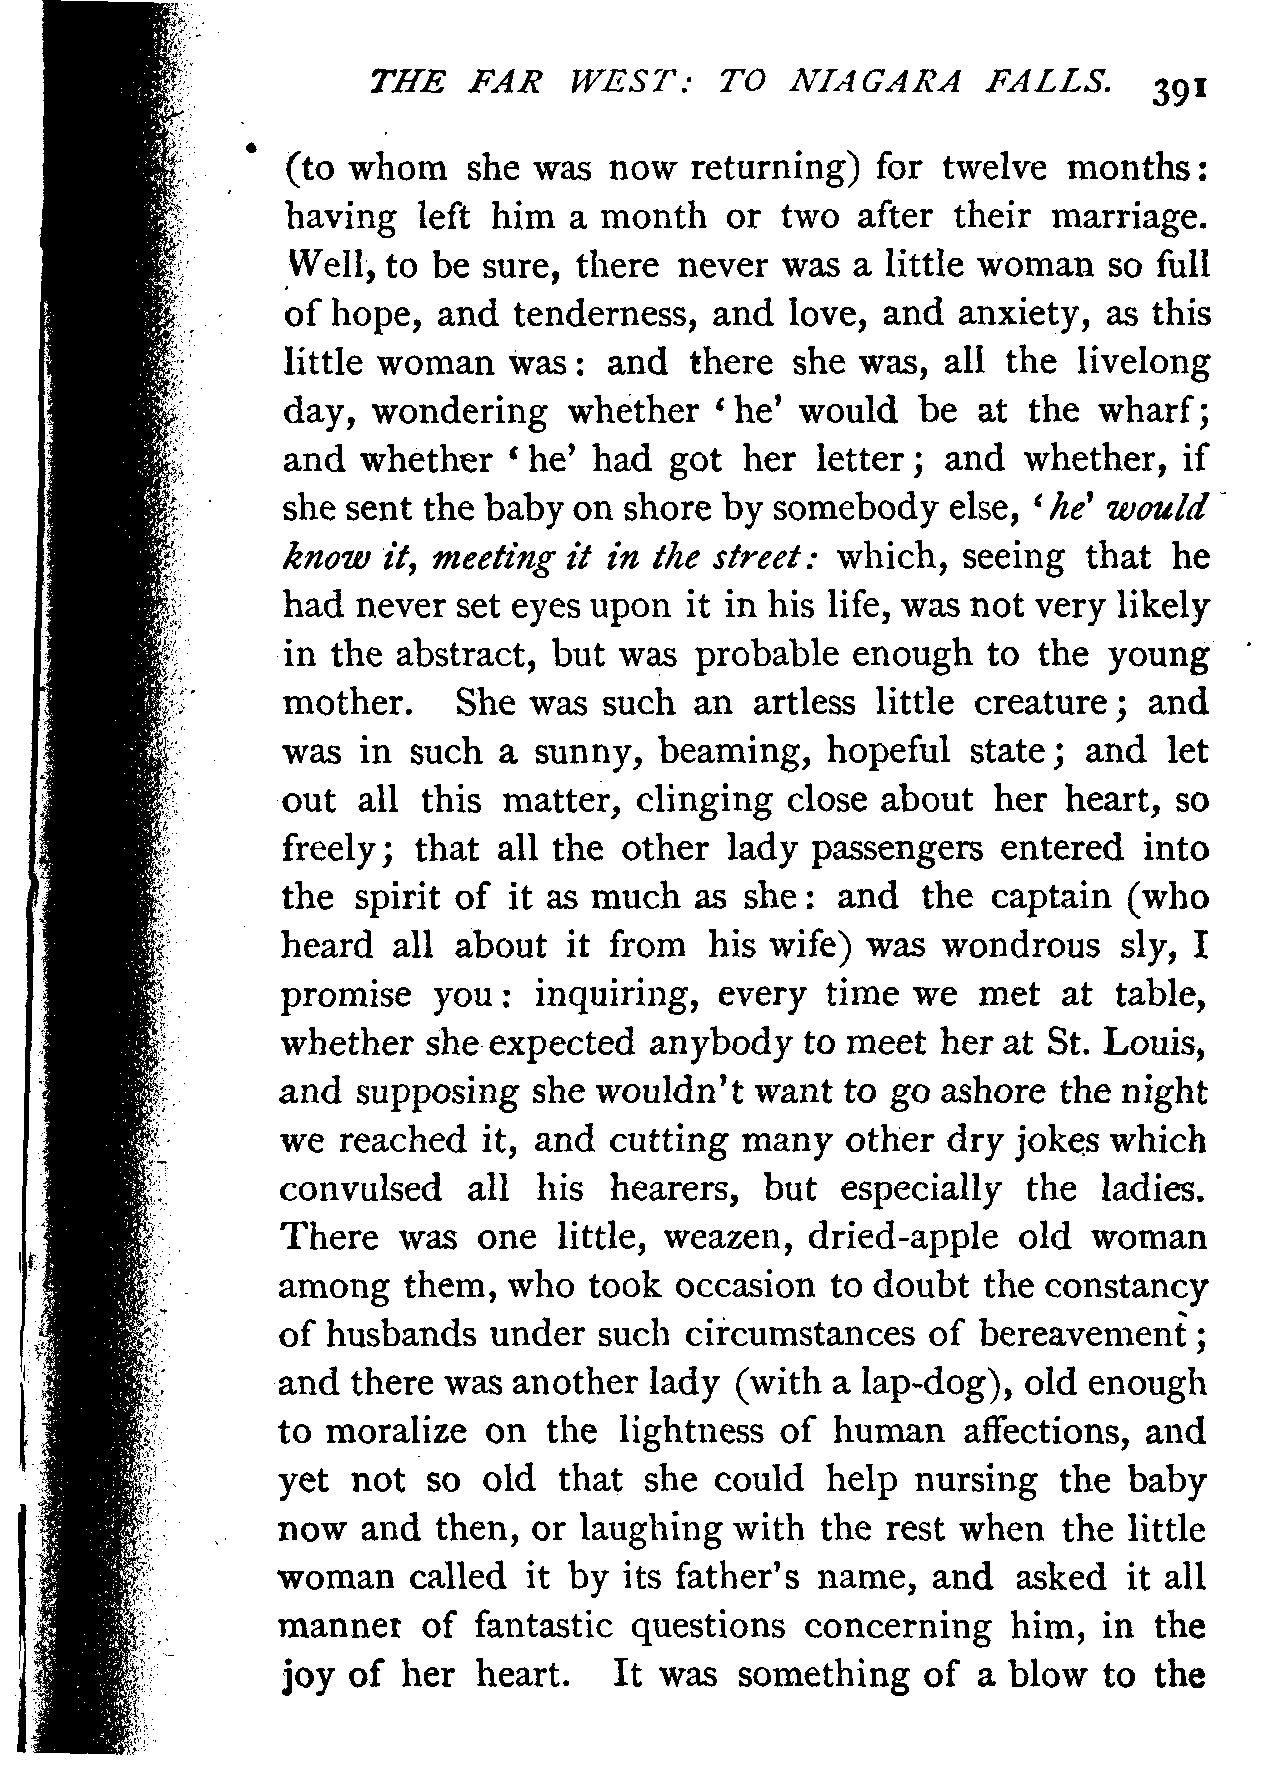 THE FAR WEST: TO NIAGARA FALLS. 391
(to whom she was now returning) for twelve months:
having left him a month or two after their marriage.
Well, to be sure, there never was a little woman so full
of hope, and tenderness, and love, and anxiety, as this
little woman was: and there she was, all the livelong
day, wondering whether ‘he’ would be at the wharf;
and whether ‘he’ had got her letter; and whether, if
she sent the baby on shore by somebody else, ‘he’ would
know it, meeting it in the street: which, seeing that he
had never set eyes upon it in his life, was not very likely
in the abstract, but was probable enough to the young
mother. She was such an artless little creature; and
was in such a sunny, beaming, hopeful state; and let
out all this matter, clinging close about her heart, so
freely; that all the other lady passengers entered into
the spirit of it as much as she: and the captain (who
heard all about it from his wife) was wondrous sly, I
promise you: inquiring, every time we met at table,
whether she expected anybody to meet her at St. Louis,
and supposing she wouldn’t want to go ashore the night
we reached it, and cutting many other dry jokes which
convulsed all his hearers, but especially the ladies.
There was one little, weazen, dried-apple old woman
among them, who took occasion to doubt the constancy
of husbands under such circumstances of bereavement;
and there was another lady (with a lap-dog), old enough
to moralize on the lightness of human affections, and
yet not so old that she could help nursing the baby
now and then, or laughing with the rest when the little
woman called it by its father’s name, and asked it all
manner of fantastic questions concerning him, in the
joy of her heart. It was something of a blow to the